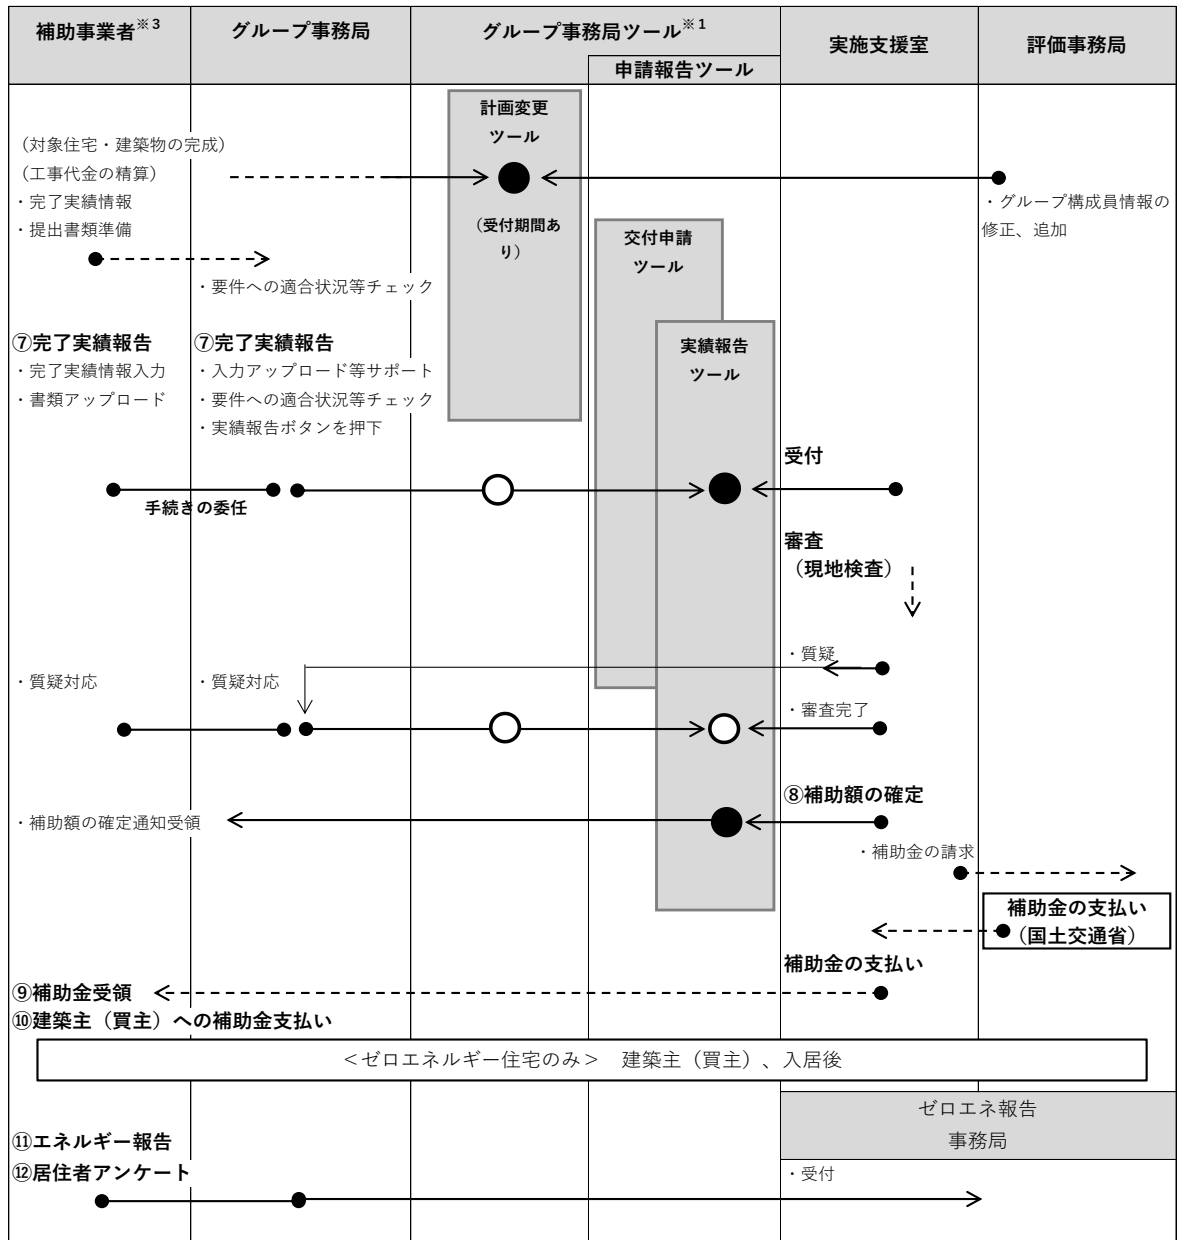 補助事業者※3
グループ事務局
グループ事務局ツール※1
申請報告ツール
実施支援室
評価事務局
計画変更
ツール
(受付期間あ
り)
(対象住宅・建築物の完成)
(工事代金の精算)
・完了実績情報
・提出書類準備
・グループ構成員情報の
修正、追加
交付申請
ツール
・要件への適合状況等チェック
⑦完了実績報告
・完了実績情報入力
・書類アップロード
⑦完了実績報告
・入力アップロード等サポート
・要件への適合状況等チェック
・実績報告ボタンを押下
実績報告
ツール
受付
手続きの委任
審査
(現地検査)
・質疑
・質疑対応
・質疑対応
・審査完了
⑧補助額の確定
・補助額の確定通知受領
・補助金の請求
補助金の支払い
(国土交通省)
補助金の支払い
⑨補助金受領
⑩建築主(買主)への補助金支払い
<ゼロエネルギー住宅のみ> 建築主(買主)、入居後
ゼロエネ報告
事務局
⑪エネルギー報告
⑫居住者アンケート
・受付